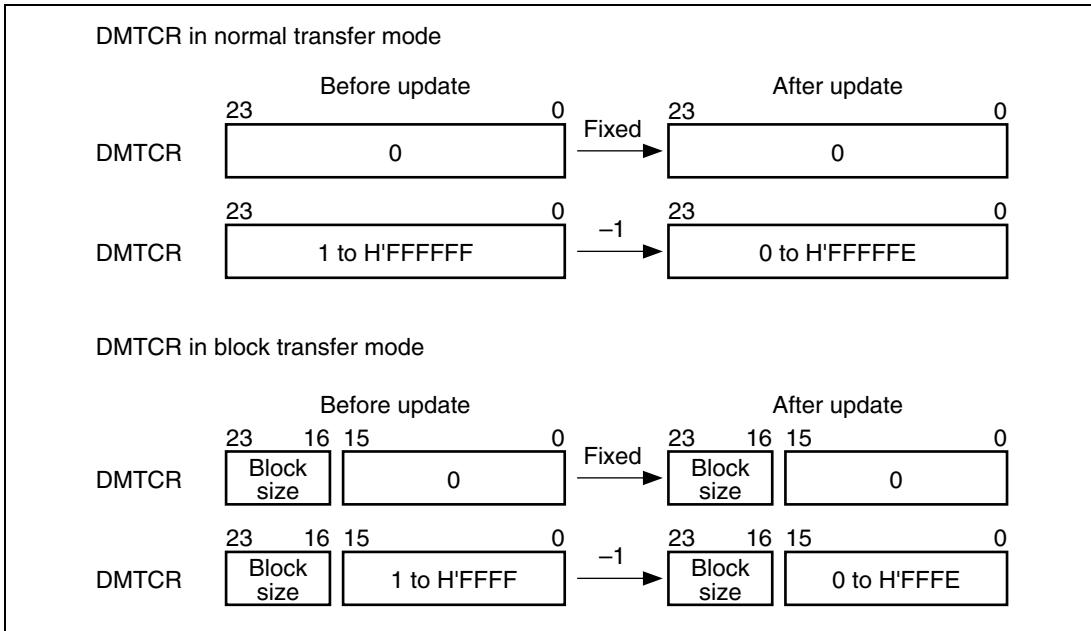 DMTCR in normal transfer mode
Before update After update
23 0 Fixed 23 0
DMTCR 0 0
23 0 –1 23 0
DMTCR 1 to H'FFFFFF 0 to H'FFFFFE
DMTCR in block transfer mode
Before update After update
23 16 15 0 Fixed 23 16 15 0
DMTCR Block size 0 Block size 0
23 16 15 0 –1 23 16 15 0
DMTCR Block size 1 to H'FFFF Block size 0 to H'FFFE